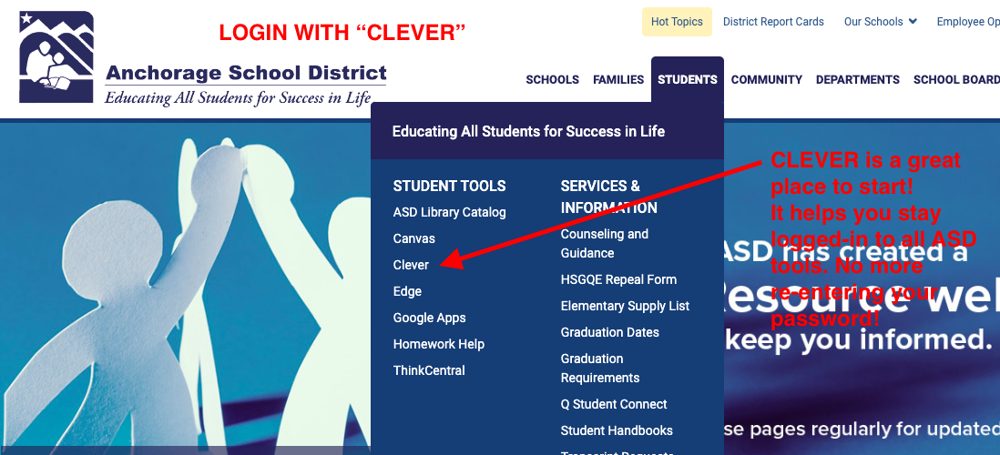 LOGIN WITH “CLEVER”
Hot Topics
District Report Cards
Our Schools
Employee Op
Anchorage School District
Educating All Students for Success in Life
SCHOOLS
FAMILIES
STUDENTS
COMMUNITY
DEPARTMENTS
SCHOOL BOARD
Educating All Students for Success in Life
STUDENT TOOLS
ASD Library Catalog
Canvas
Clever
Edge
Google Apps
Homework Help
ThinkCentral
SERVICES &
INFORMATION
Counseling and
Guidance
HSGQE Repeal Form
Elementary Supply List
Graduation Dates
Graduation
Requirements
Q Student Connect
Student Handbooks
Transcript Requests
CLEVER is a great
place to start!
It helps you stay
logged-in to all ASD
tools. No more
re-entering your
password!
ASD has created a
esource we
keep you informed.
se pages regularly for updated